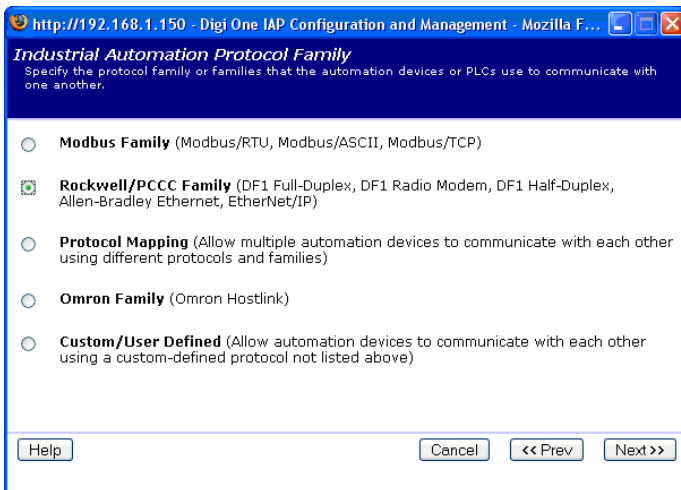 http://192.168.1.150 - Digi One IAP Configuration and Management - Mozilla F...
Industrial Automation Protocol Family
Specify the protocol family or families that the automation devices or PLCs use to communicate with
one another.
Modbus Family (Modbus/RTU, Modbus/ASCII, Modbus/TCP)
Rockwell/PCCC Family (DF1 Full-Duplex, DF1 Radio Modem, DF1 Half-Duplex,
Allen-Bradley Ethernet, EtherNet/IP)
Protocol Mapping (Allow multiple automation devices to communicate with each other
using different protocols and families)
Omron Family (Omron Hostlink)
Custom/User Defined (Allow automation devices to communicate with each other
using a custom-defined protocol not listed above)
Help Cancel << Prev Next >>